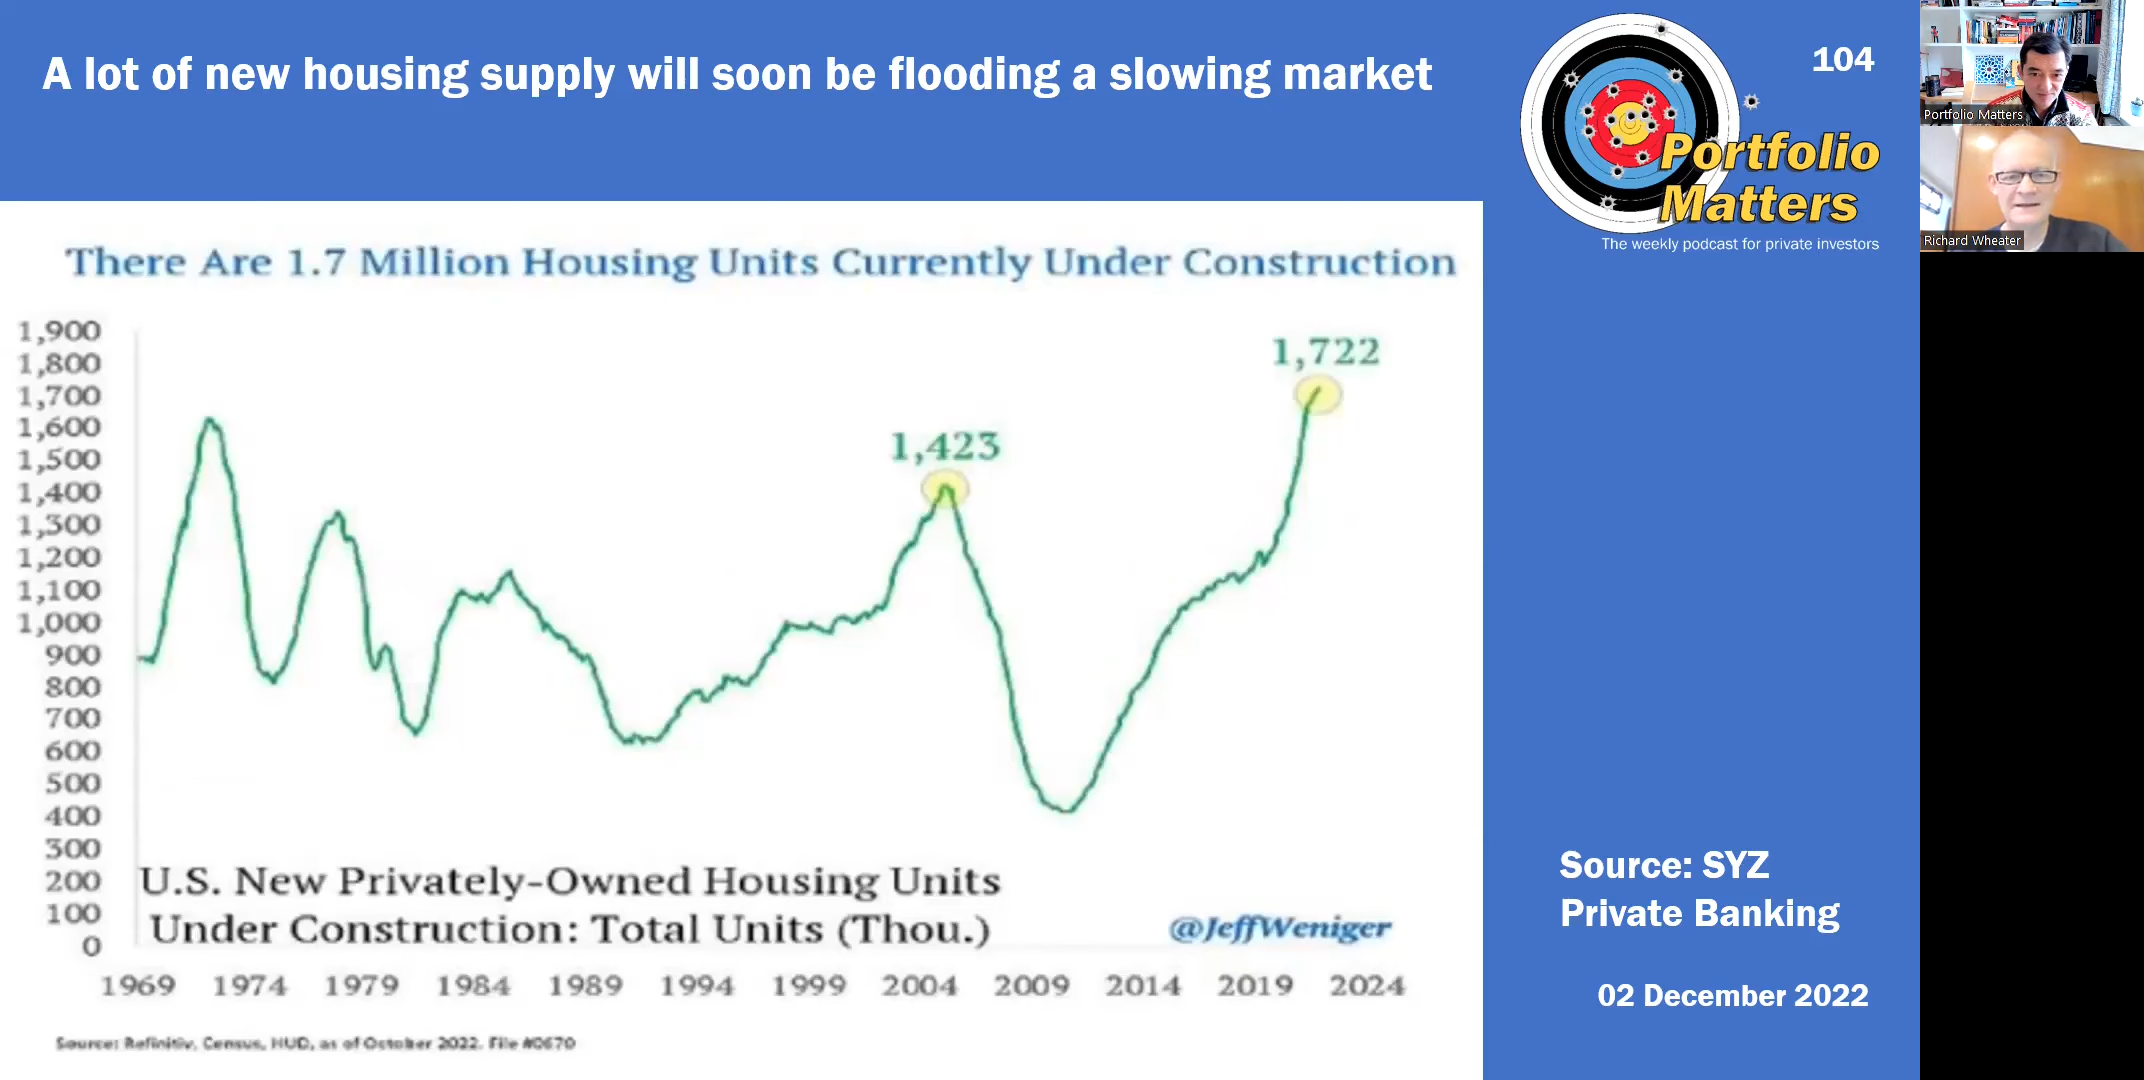 A lot of new housing supply will soon be flooding a slowing market
104
Portfolio
Matters
The weekly podcast for private investors
Portfolio Matters
Richard Wheater
There Are 1.7 Million Housing Units Currently Under Construction
1,900
1,800
1,700
1,600
1,500
1,400
1,300
1,200
1,100
1,000
900
800
700
600
500
400
300
200
100
0
1,722
1,423
U.S. New Privately-Owned Housing Units
Under Construction: Total Units (Thou.)
@JeffWeniger
1969 1974 1979 1984 1989 1994 1999 2004 2009 2014 2019 2024
Source: Refinitiv, Census, HUD, as of October 2022. File #0670
Source: SYZ
Private Banking
02 December 2022